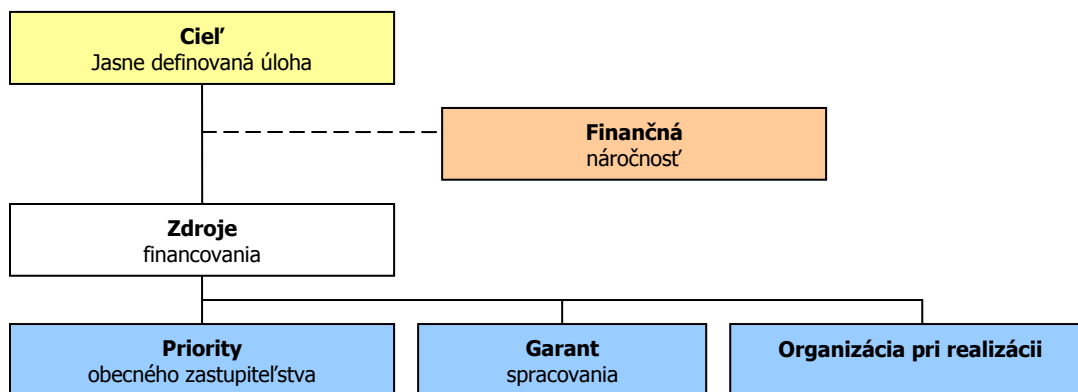 Cieľ
Jasne definovaná úloha
Finančná
náročnosť
Zdroje
financovania
Priority
obecného zastupiteľstva
Garant
spracovania
Organizácia pri realizácii